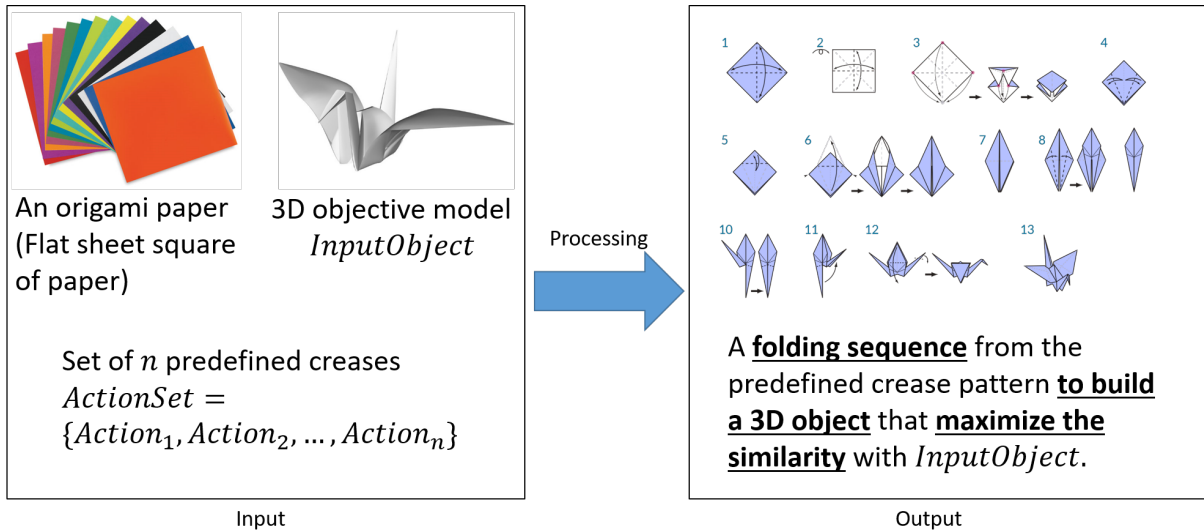 An origami paper
(Flat sheet square
of paper)
3D objective model
InputObject
Set of n predefined creases
ActionSet =
{Action₁, Action₂, …, Actionₙ}
Input
Processing
1
2
3
4
5
6
7
8
10
11
12
13
A folding sequence from the
predefined crease pattern to build
a 3D object that maximize the
similarity with InputObject.
Output